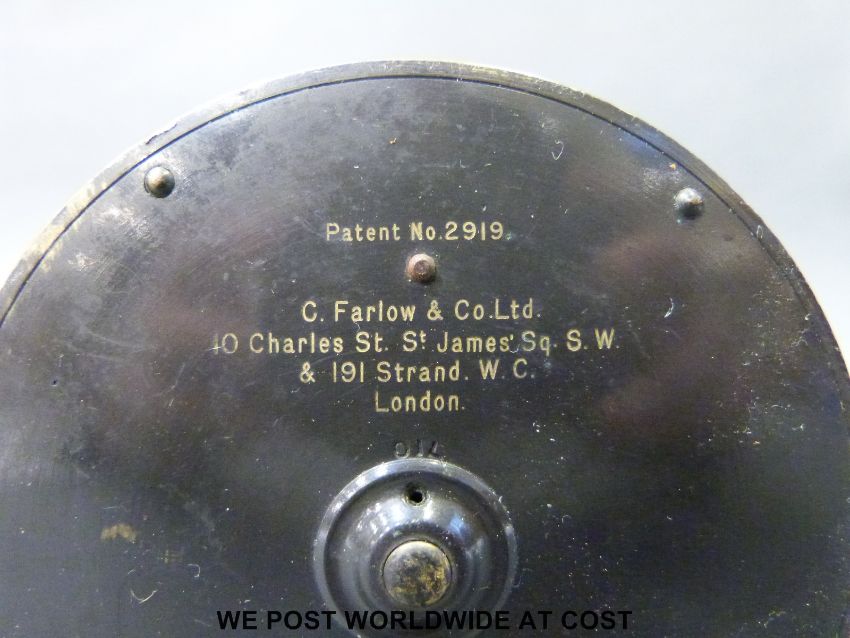 Patent No. 2919.
C. Farlow & Co. Ltd.
10 Charles St. St James' Sq. S. W.
& 191 Strand. W. C.
London.
OIL
WE POST WORLDWIDE AT COST